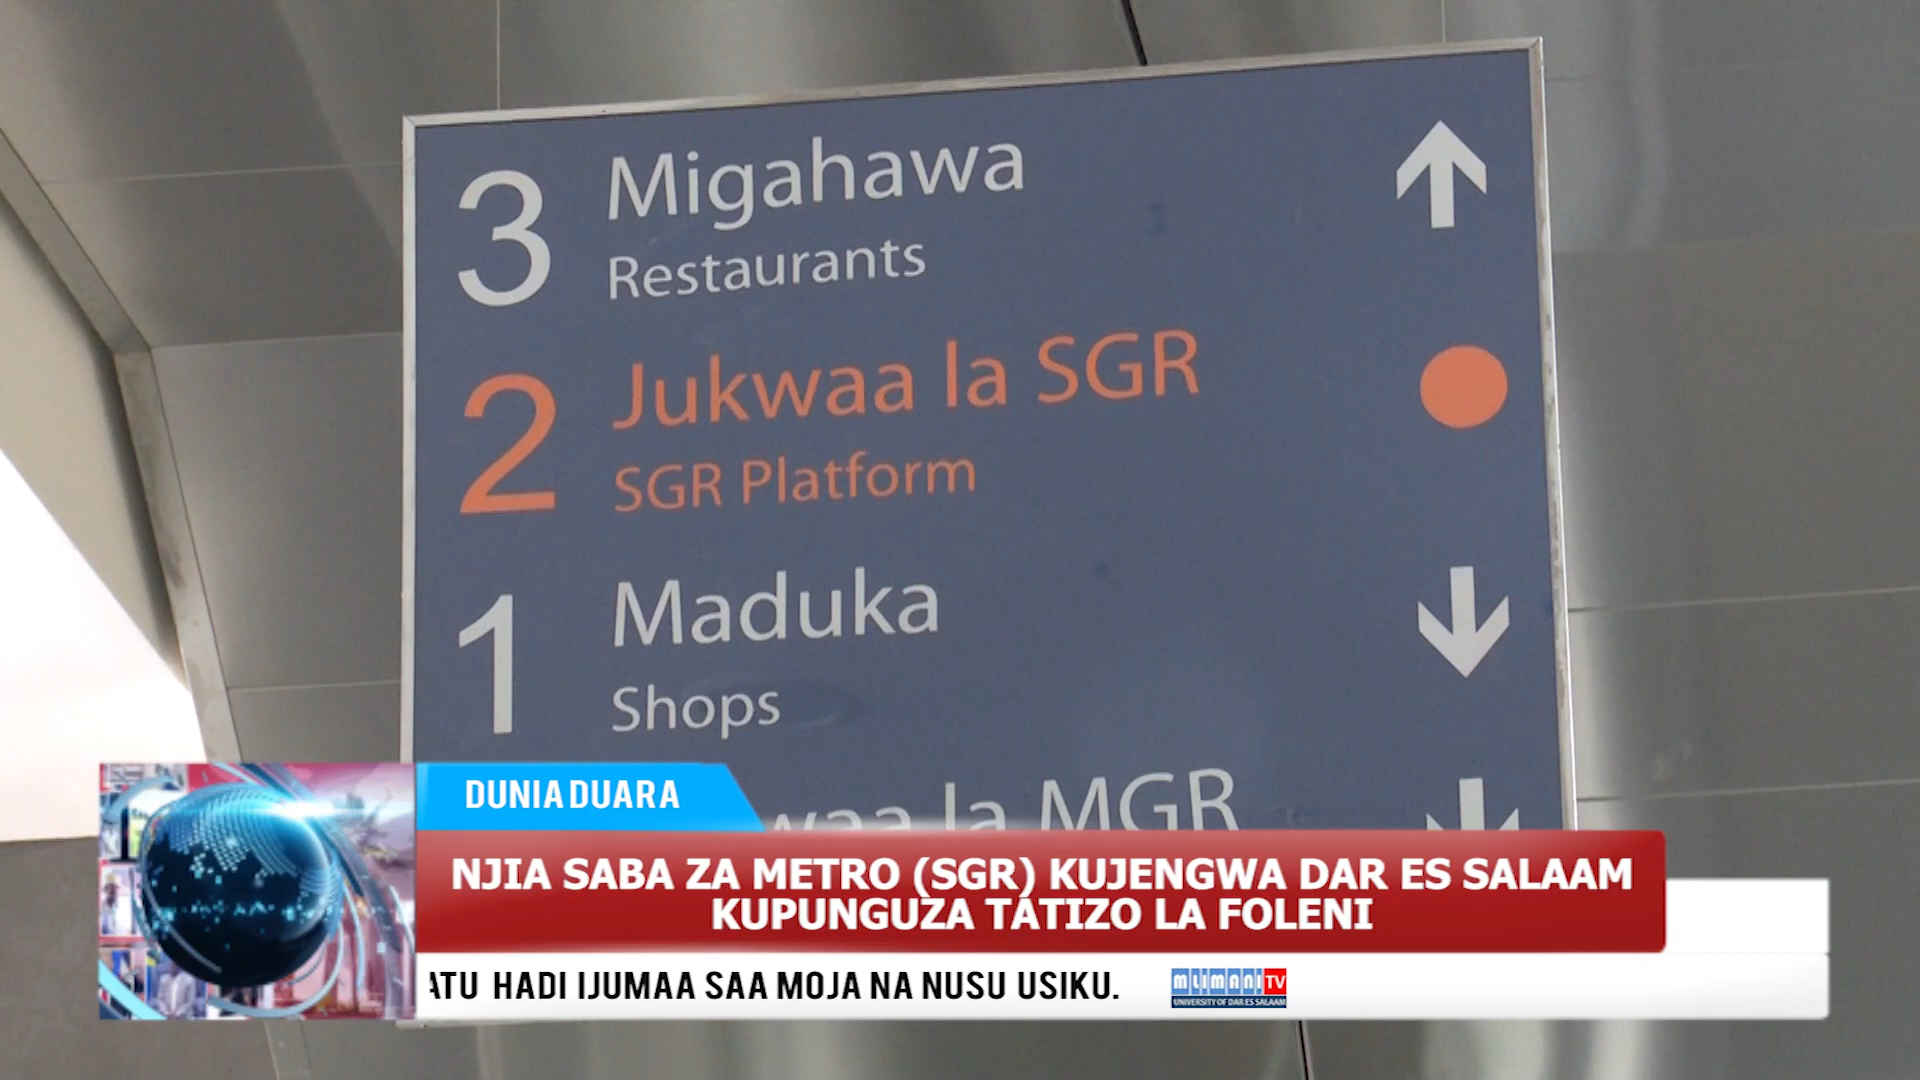 3 Migahawa
Restaurants
2 Jukwaa la SGR
SGR Platform
1 Maduka
Shops
la MGR
DUNIA DUARA
NJIA SABA ZA METRO (SGR) KUJENGWA DAR ES SALAAM
KUPUNGUZA TATIZO LA FOLENI
HADI IJUMAA SAA MOJA NA NUSU USIKU.
MLIMANI TV
UNIVERSITY OF DAR ES SALAAM